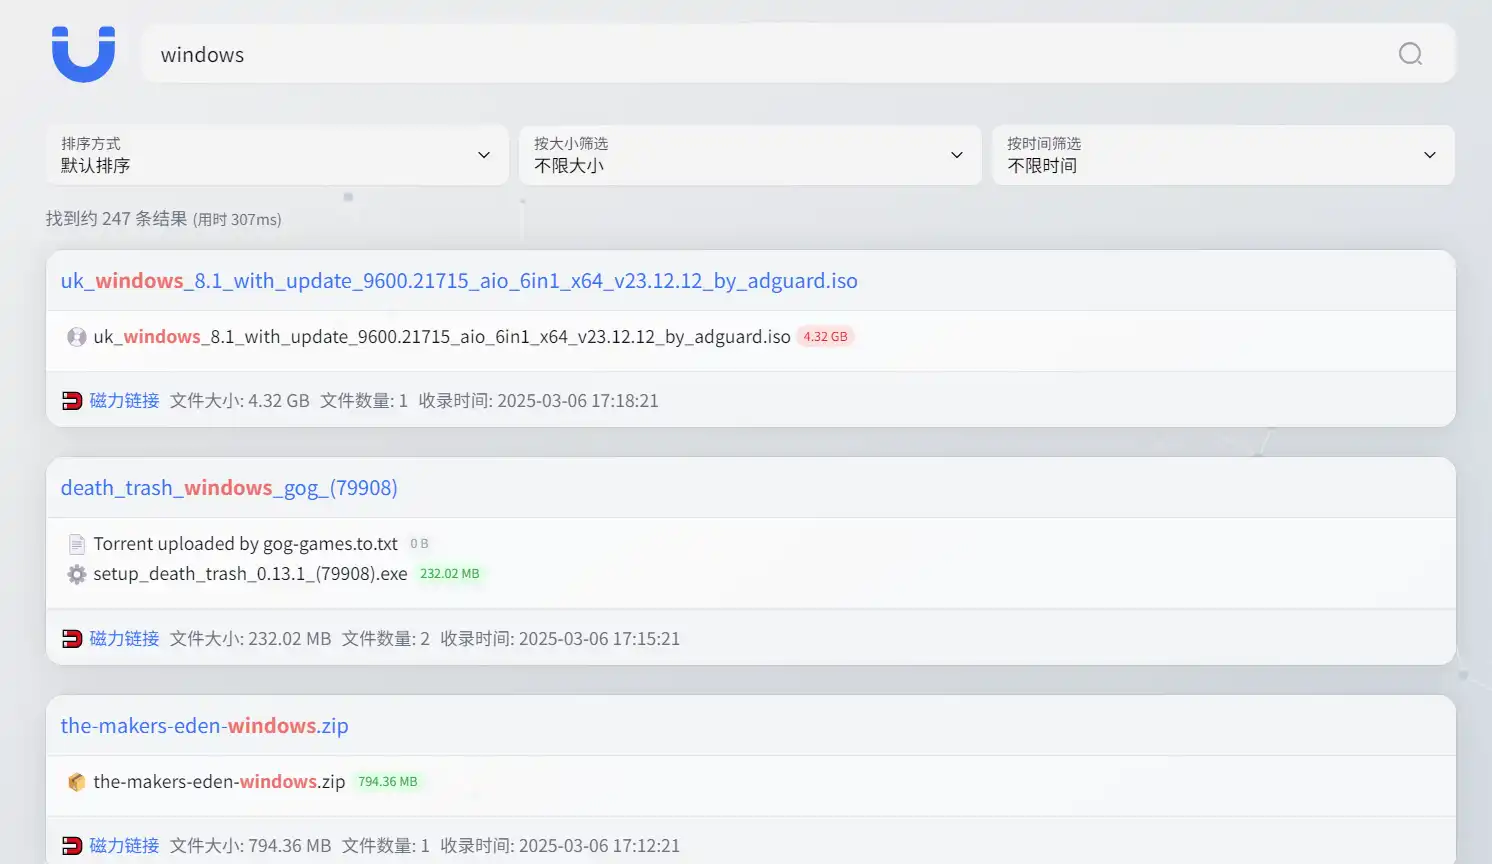 windows
排序方式
默认排序
按大小筛选
不限大小
按时间筛选
不限时间
找到约 247 条结果 (用时 307ms)
uk_windows_8.1_with_update_9600.21715_aio_6in1_x64_v23.12.12_by_adguard.iso
uk_windows_8.1_with_update_9600.21715_aio_6in1_x64_v23.12.12_by_adguard.iso 4.32 GB
磁力链接 文件大小: 4.32 GB 文件数量: 1 收录时间: 2025-03-06 17:18:21
death_trash_windows_gog_(79908)
Torrent uploaded by gog-games.to.txt 0 B
setup_death_trash_0.13.1_(79908).exe 232.02 MB
磁力链接 文件大小: 232.02 MB 文件数量: 2 收录时间: 2025-03-06 17:15:21
the-makers-eden-windows.zip
the-makers-eden-windows.zip 794.36 MB
磁力链接 文件大小: 794.36 MB 文件数量: 1 收录时间: 2025-03-06 17:12:21